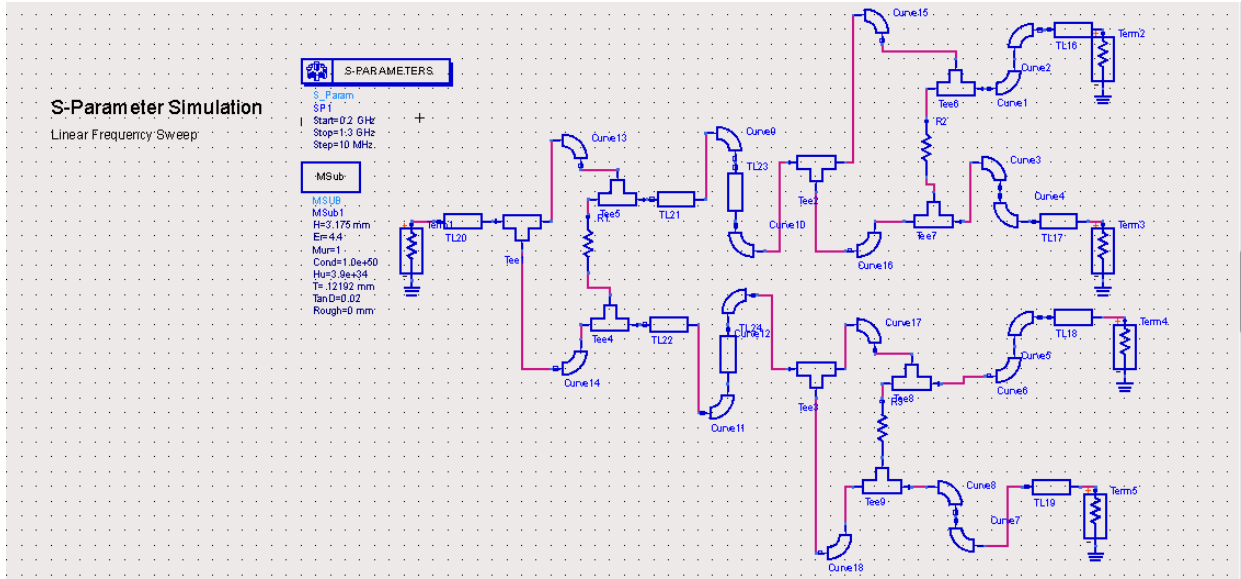 S-Parameter Simulation
Linear Frequency Sweep
S-PARAMETERS
S_Param
SP1
Start=0.2 GHz
Stop=1.3 GHz
Step=10 MHz
MSub
MSUB
MSub1
H=3.175 mm
Er=4.4
Mur=1
Cond=1.0e+50
Hu=3.9e+34
T=.12192 mm
TanD=0.02
Rough=0 mm
Term1
TL20
Tee
Curve13
Tee5
R1
TL21
Curve9
TL23
Curve10
Tee4
Curve14
TL22
TL24
Curve12
Curve11
Tee2
Curve15
Tee6
Curve1
Curve2
TL16
Term2
R2
Tee7
Curve16
Curve3
Curve4
TL17
Term3
Tee3
Curve17
Tee8
R3
Curve5
Curve6
TL18
Term4
Tee9
Curve18
Curve8
Curve7
TL19
Term5